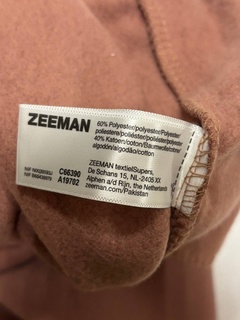 ZEEMAN
60% Polyester/polyester/Polyester/
poliestere/poliéster/polyester/
40% Katoen/coton/Baumwolle/
algodón/algodão/cotton
ZEEMAN textielSupers,
De Schans 15, NL-2405 XX
Alphen a/d Rijn, the Netherlands
zeeman.com/Pakistan
C66390
A19702